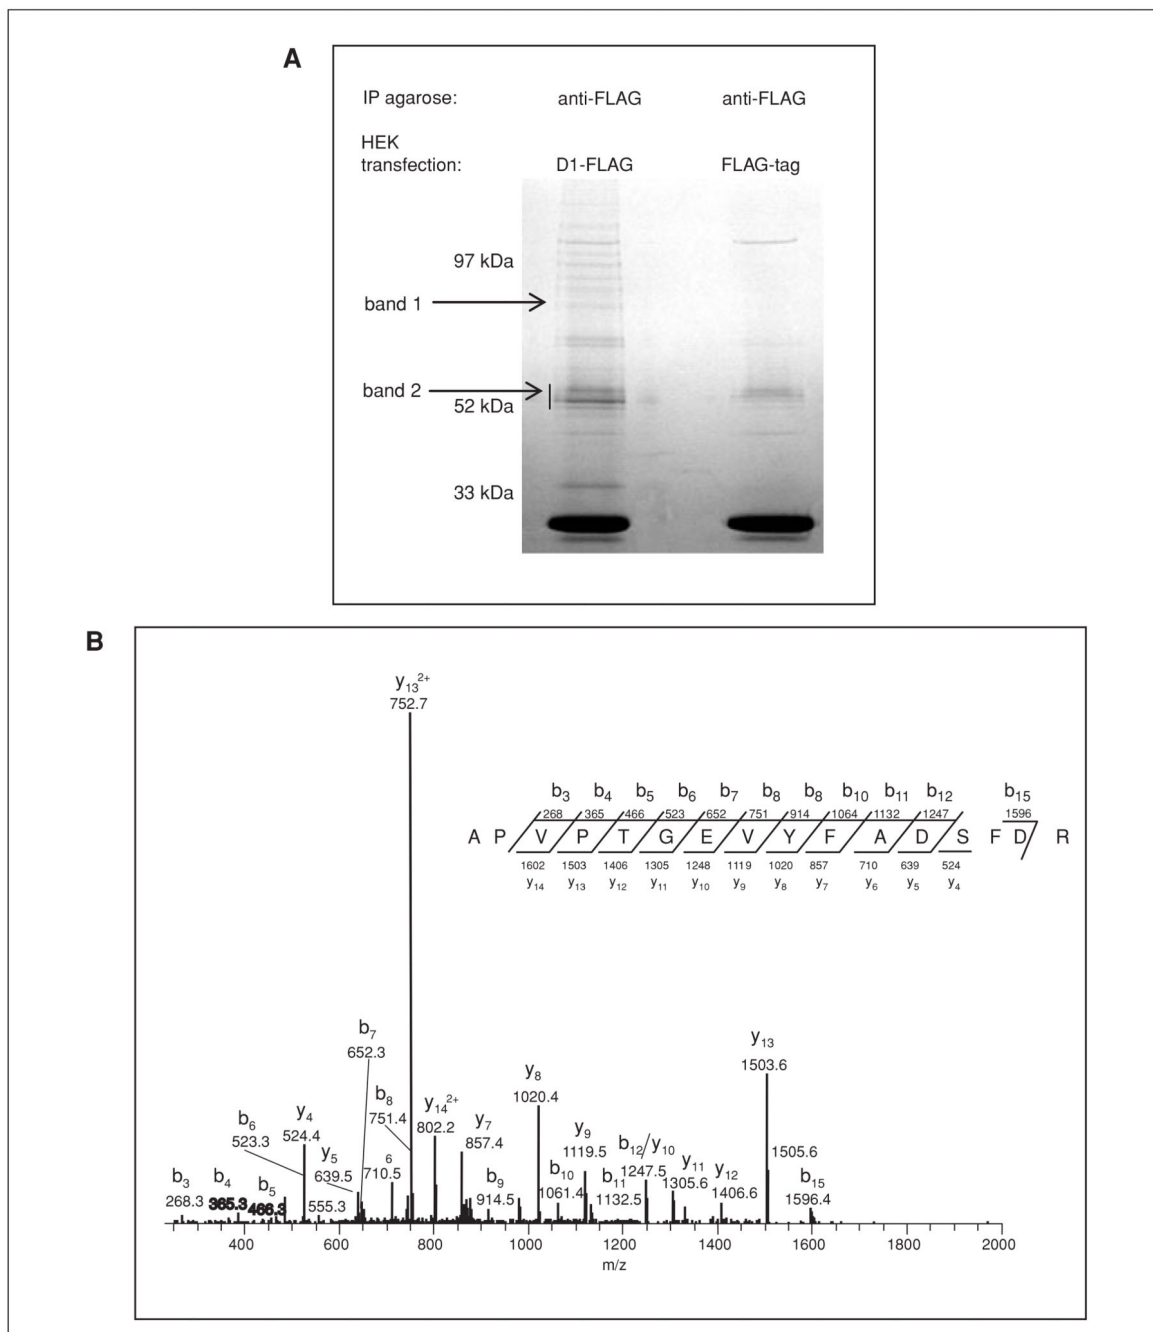 A
IP agarose: anti-FLAG anti-FLAG
HEK
transfection: D1-FLAG FLAG-tag
97 kDa
band 1
band 2
52 kDa
33 kDa
B
y13 2+
752.7
b3 b4 b5 b6 b7 b8 b8 b10 b11 b12 b15
268 365 466 523 652 751 914 1064 1132 1247 1596
A P V P T G E V Y F A D S F D R
1602 1503 1406 1305 1248 1119 1020 857 710 639 524
y14 y13 y12 y11 y10 y9 y8 y7 y6 y5 y4
b7
652.3
y13
1503.6
y8
1020.4
b8
751.4
y14 2+
802.2
y4
524.4
b6
523.3
y7
857.4
y9
1119.5
b12/y10
1247.5
1505.6
y5
639.5
6
710.5
y11
1305.6
y12
1406.6
b3
268.3
b4
365.3
b5
466.3
555.3
b9
914.5
b10
1061.4
b11
1132.5
b15
1596.4
400 600 800 1000 1200 1400 1600 1800 2000
m/z